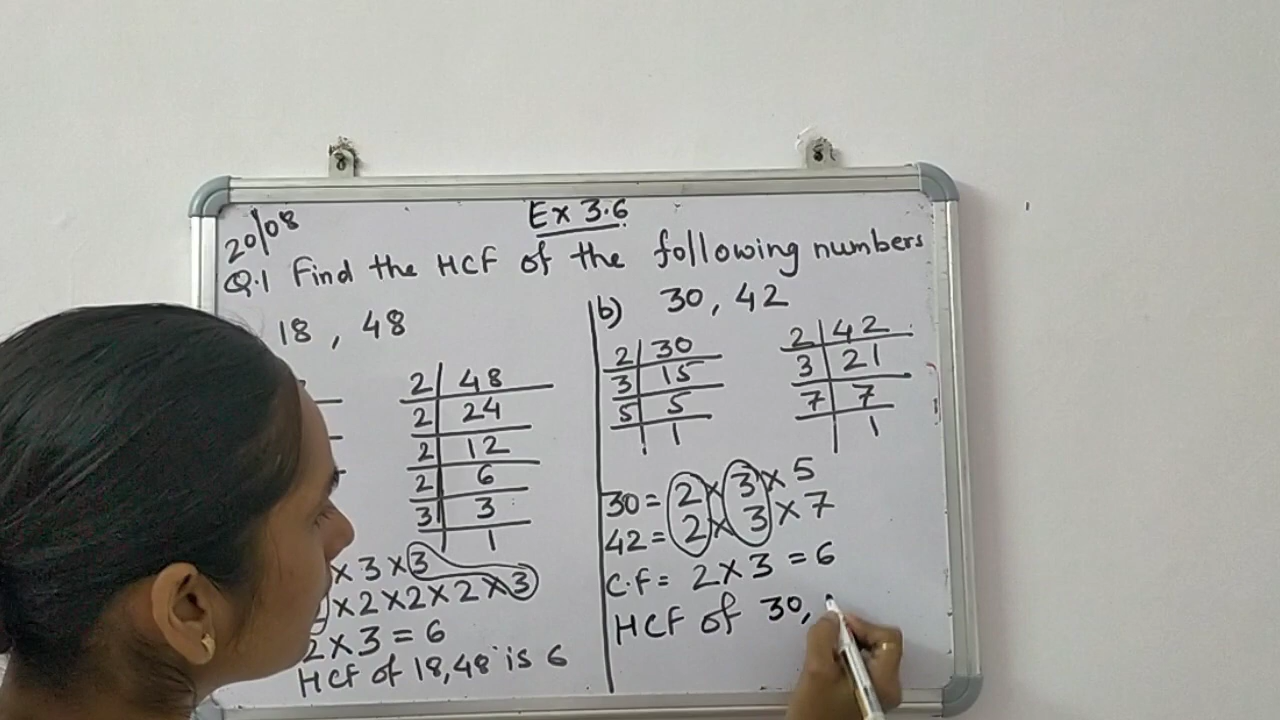 20/08
Ex 3.6
Q.1 Find the HCF of the following numbers
18, 48
2 | 48
2 | 24
2 | 12
2 | 6
3 | 3
1
× 3 × 3
× 2 × 2 × 2 × 3
2 × 3 = 6
HCF of 18, 48 is 6
b) 30, 42
2 | 30
3 | 15
5 | 5
1
2 | 42
3 | 21
7 | 7
1
30 = 2 × 3 × 5
42 = 2 × 3 × 7
C.F = 2 × 3 = 6
HCF of 30,